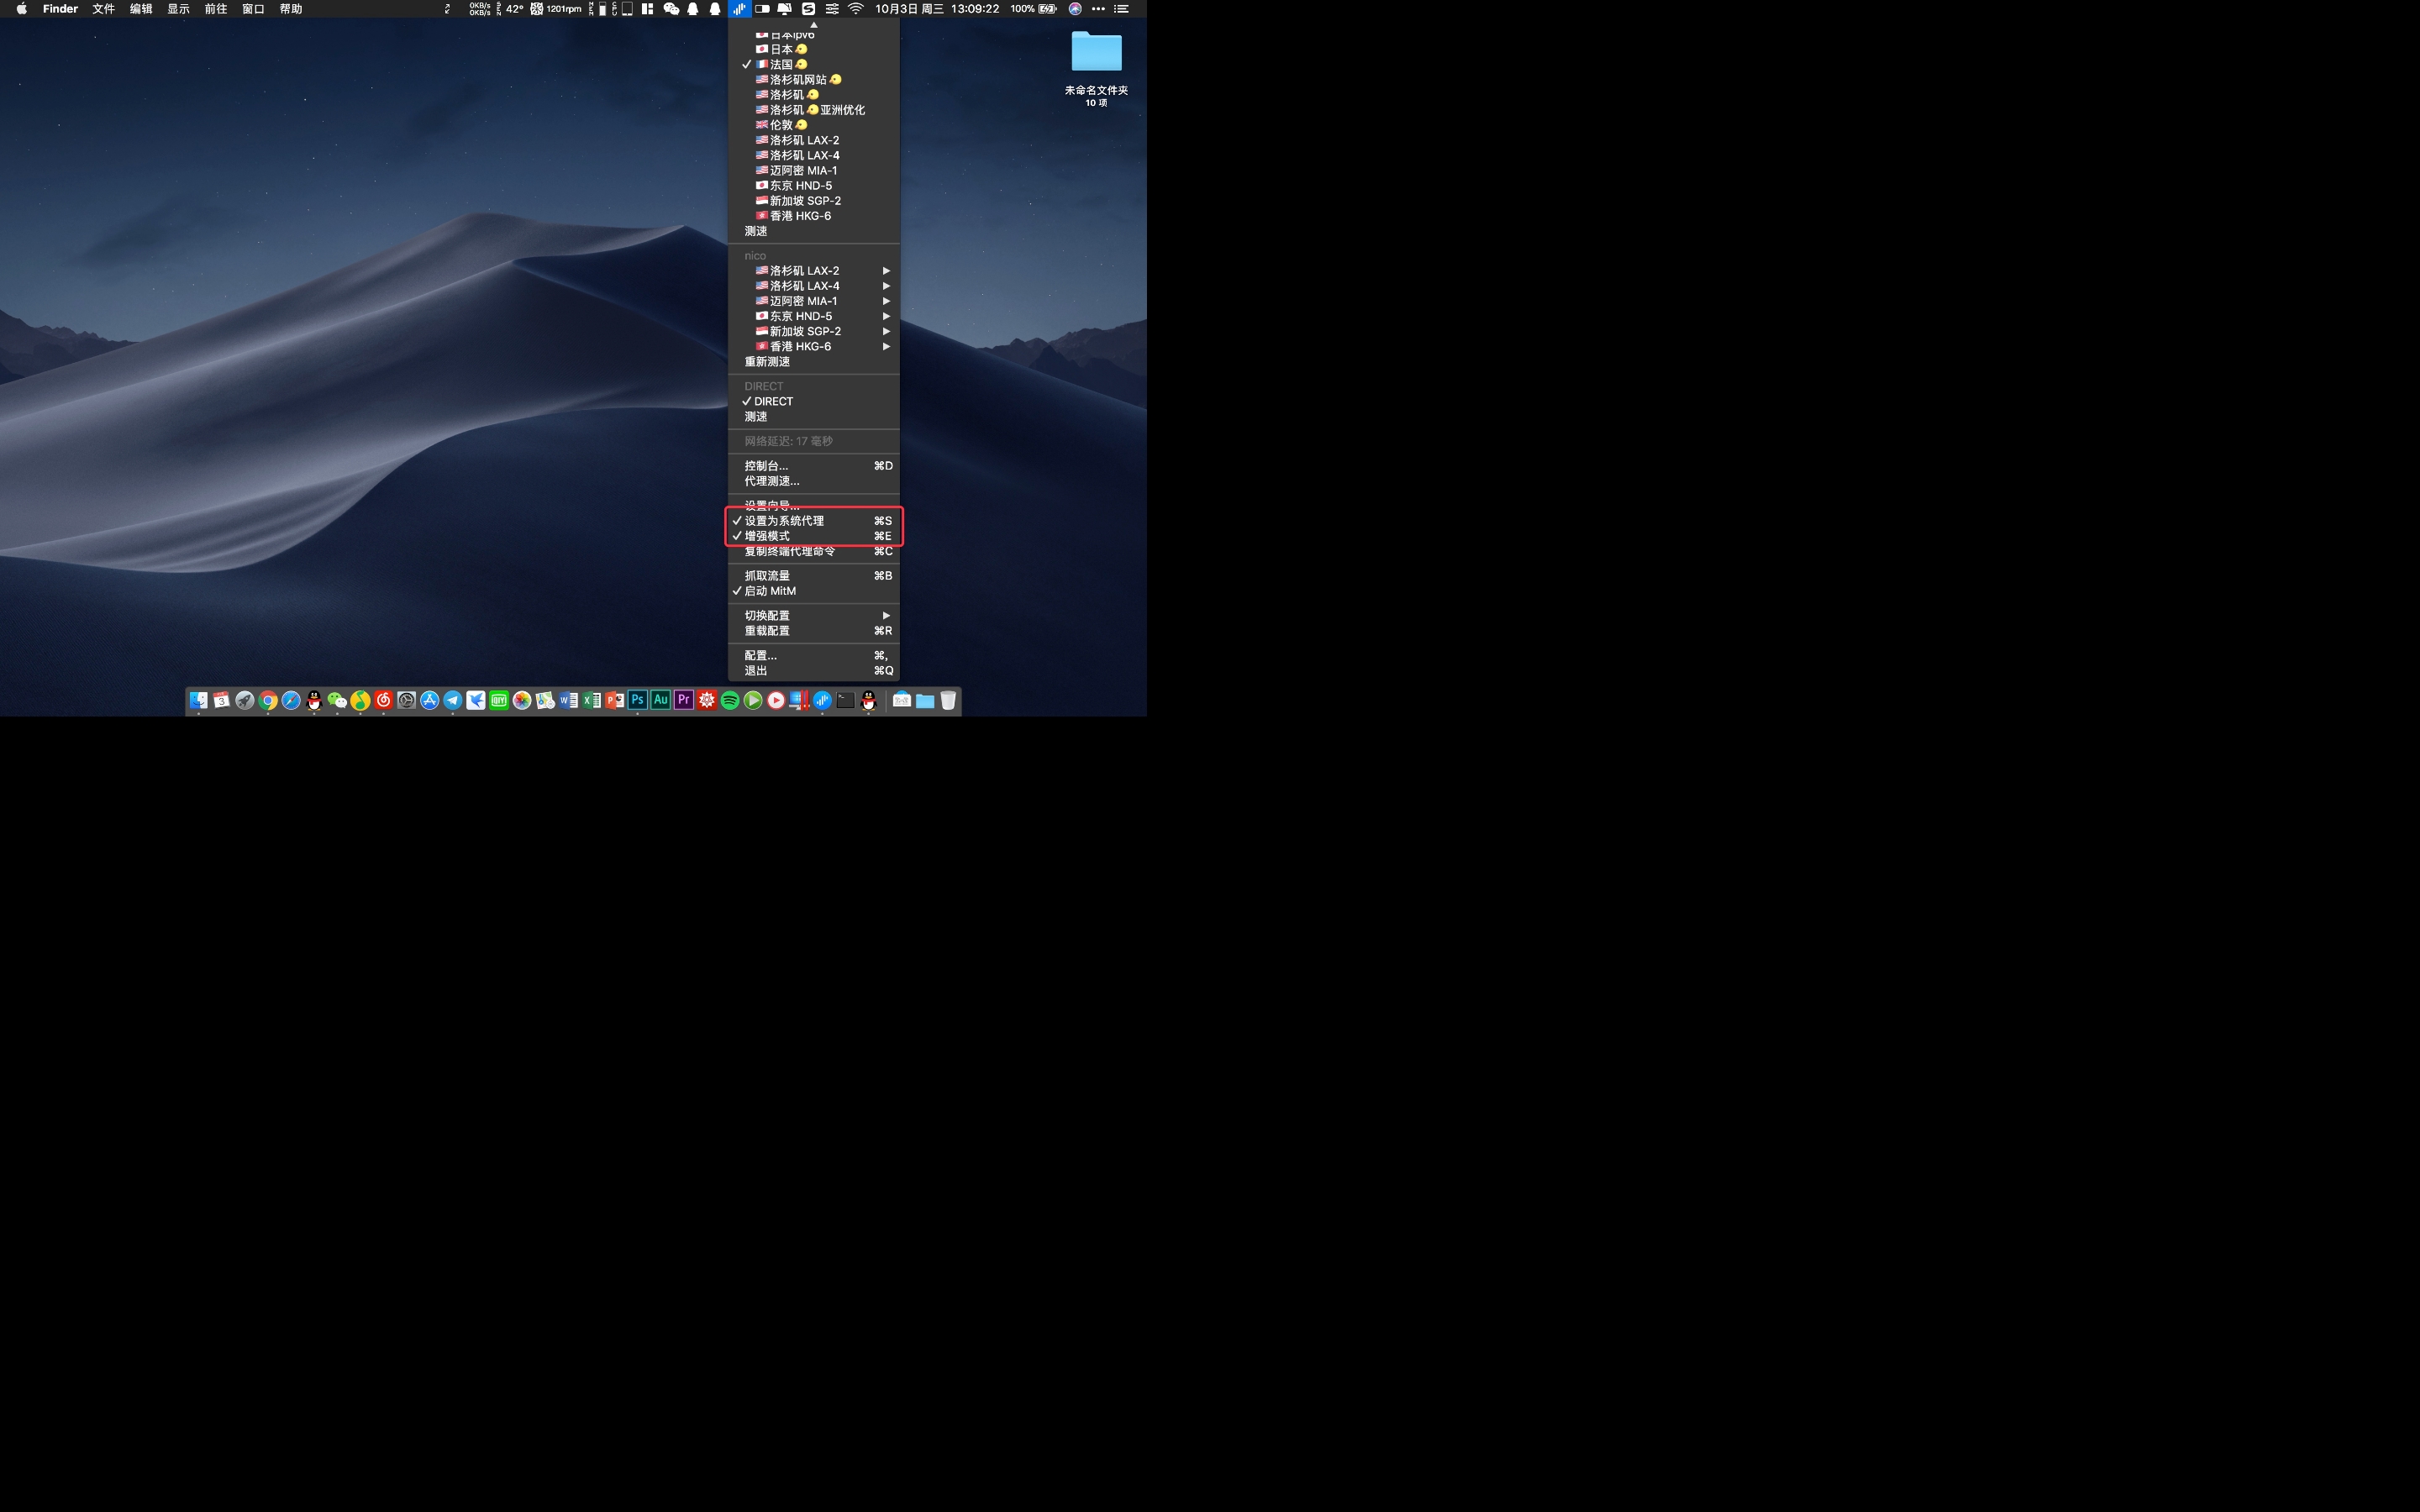 Finder 文件 编辑 显示 前往 窗口 帮助 0KB/s 0KB/s SEN 42° 1201rpm MEM CPU 10月3日 周三 13:09:22 100%
日本ipv6
日本
✓ 法国
洛杉矶网站
洛杉矶
洛杉矶🐤亚洲优化
伦敦
洛杉矶 LAX-2
洛杉矶 LAX-4
迈阿密 MIA-1
东京 HND-5
新加坡 SGP-2
香港 HKG-6
测速
nico
洛杉矶 LAX-2
洛杉矶 LAX-4
迈阿密 MIA-1
东京 HND-5
新加坡 SGP-2
香港 HKG-6
重新测速
DIRECT
✓ DIRECT
测速
网络延迟: 17 毫秒
控制台... ⌘D
代理测速...
设置向导...
✓ 设置为系统代理 ⌘S
✓ 增强模式 ⌘E
复制终端代理命令 ⌘C
抓取流量 ⌘B
✓ 启动 MitM
切换配置
重载配置 ⌘R
配置... ⌘,
退出 ⌘Q
未命名文件夹
10 项
3 QIY W X P Ps Au Pr